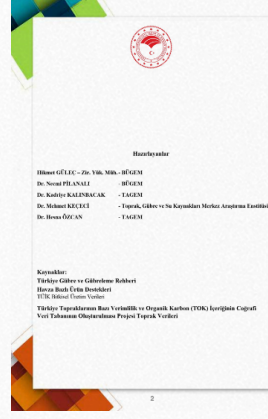 Hazırlayanlar
Hikmet GÜLEÇ – Zir. Yük. Müh. - BÜGEM
Dr. Necmi PİLANALI - BÜGEM
Dr. Kadriye KALINBACAK - TAGEM
Dr. Mehmet KEÇECİ - Toprak, Gübre ve Su Kaynakları Merkez Araştırma Enstitüsü
Dr. Hesna ÖZCAN - TAGEM
Kaynaklar:
Türkiye Gübre ve Gübreleme Rehberi
Havza Bazlı Ürün Destekleri
TÜİK Bitkisel Üretim Verileri
Türkiye Topraklarının Bazı Verimlilik ve Organik Karbon (TOK) İçeriğinin Coğrafi
Veri Tabanının Oluşturulması Projesi Toprak Verileri
2